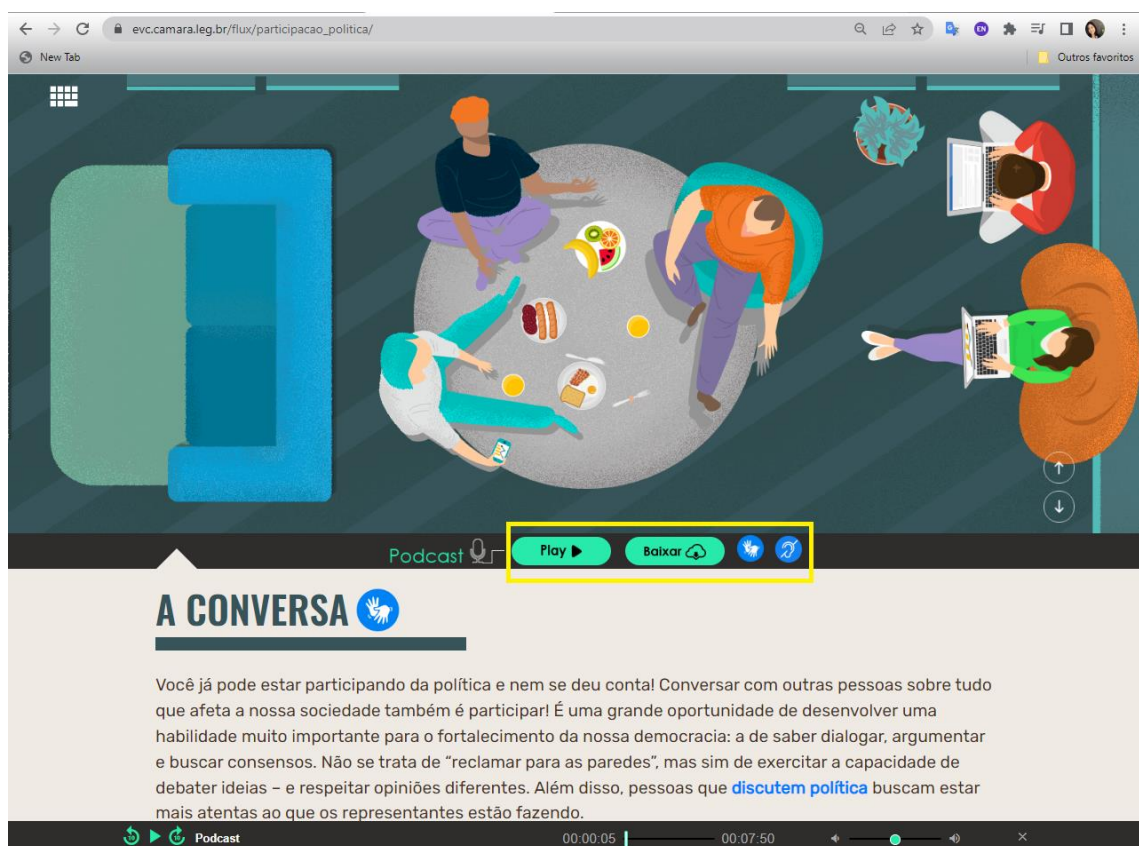 evc.camara.leg.br/flux/participacao_politica/
EN
New Tab
Outros favoritos
Podcast
Play
Baixar
A CONVERSA
Você já pode estar participando da política e nem se deu conta! Conversar com outras pessoas sobre tudo
que afeta a nossa sociedade também é participar! É uma grande oportunidade de desenvolver uma
habilidade muito importante para o fortalecimento da nossa democracia: a de saber dialogar, argumentar
e buscar consensos. Não se trata de “reclamar para as paredes”, mas sim de exercitar a capacidade de
debater ideias – e respeitar opiniões diferentes. Além disso, pessoas que discutem política buscam estar
mais atentas ao que os representantes estão fazendo.
10 10 Podcast 00:00:05 00:07:50